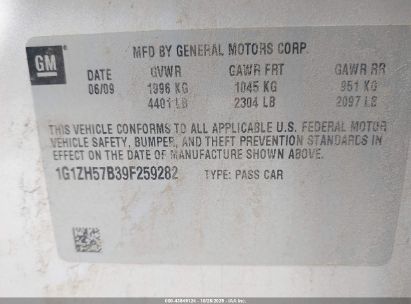 GM
MFD BY GENERAL MOTORS CORP.
DATE GVWR GAWR FRT GAWR RR
06/09 1996 KG 1045 KG 951 KG
4401 LB 2304 LB 2097 LB
THIS VEHICLE CONFORMS TO ALL APPLICABLE U.S. FEDERAL MOTOR
VEHICLE SAFETY, BUMPER, AND THEFT PREVENTION STANDARDS
IN EFFECT ON THE DATE OF MANUFACTURE SHOWN ABOVE.
1G1ZH57B39F259282 TYPE: PASS CAR